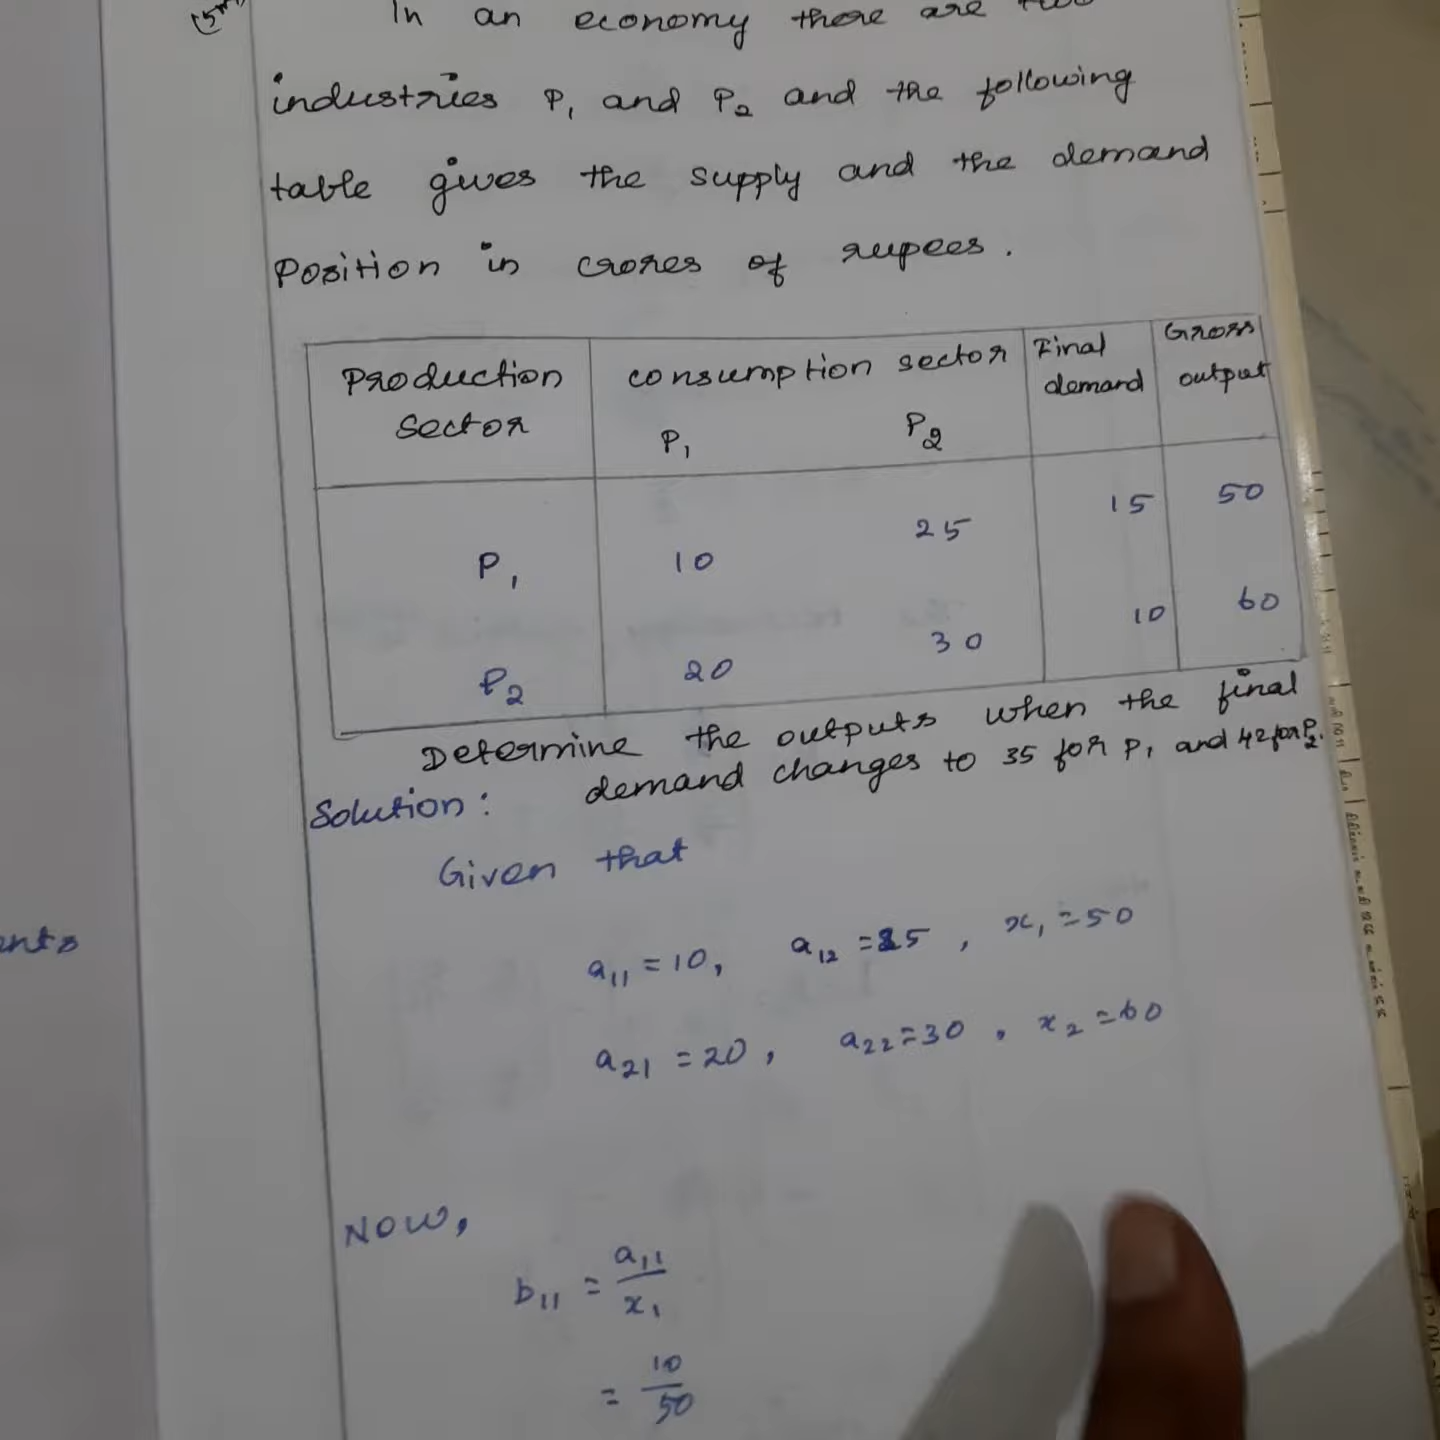 (5m)
In an economy there are two
industries P1 and P2 and the following
table gives the supply and the demand
Position in crores of rupees.
Production sector | consumption sector | Final demand | Gross output
P1 P2
P1 10 25 15 50
P2 20 30 10 60
Determine the outputs when the final
demand changes to 35 for P1 and 42 for P2.
Solution:
Given that
a11 = 10, a12 = 25, x1 = 50
a21 = 20, a22 = 30, x2 = 60
Now,
b11 = a11/x1
= 10/50